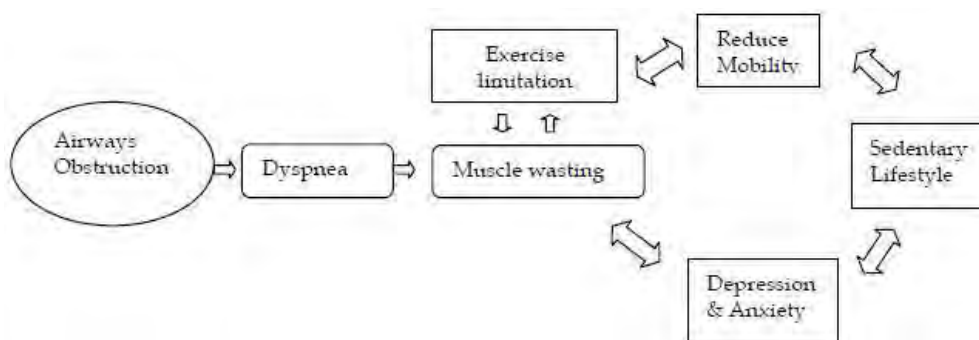 Airways
Obstruction
Dyspnea
Muscle wasting
Exercise
limitation
Reduce
Mobility
Sedentary
Lifestyle
Depression
& Anxiety